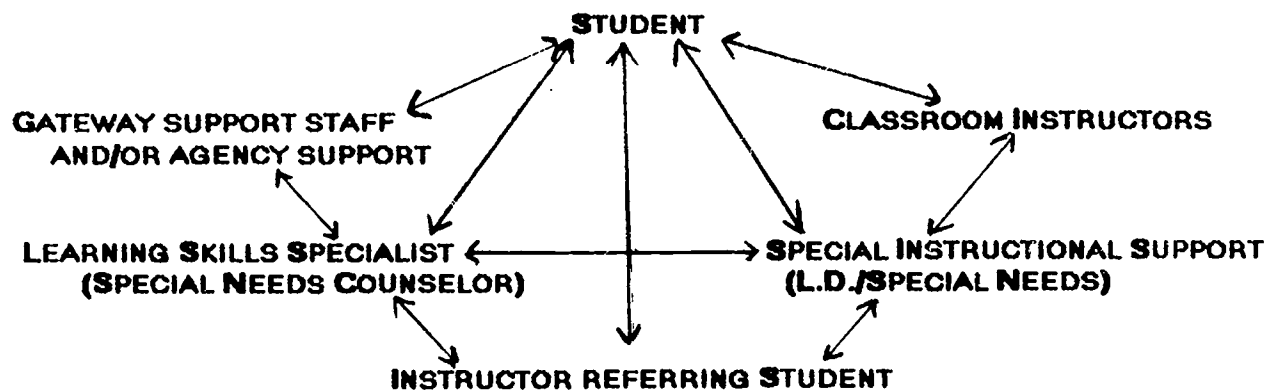 STUDENT
GATEWAY SUPPORT STAFF
AND/OR AGENCY SUPPORT
CLASSROOM INSTRUCTORS
LEARNING SKILLS SPECIALIST
(SPECIAL NEEDS COUNSELOR)
SPECIAL INSTRUCTIONAL SUPPORT
(L.D./SPECIAL NEEDS)
INSTRUCTOR REFERRING STUDENT